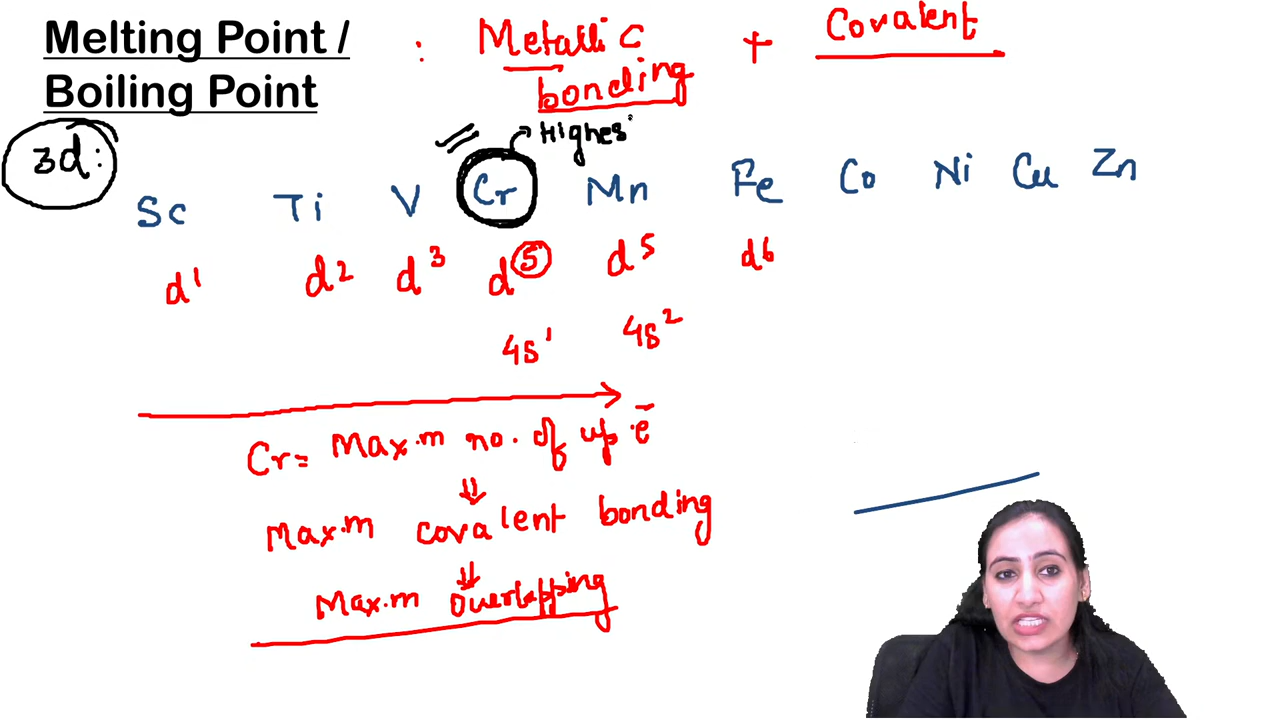 Melting Point /
Boiling Point
: Metallic bonding + Covalent
3d:
Highes
Sc Ti V Cr Mn Fe Co Ni Cu Zn
d¹ d² d³ d⁵ d⁵ d⁶
4s¹ 4s²
Cr = Max.m no. of up.ē
⇓
Max.m covalent bonding
⇓
Max.m overlapping